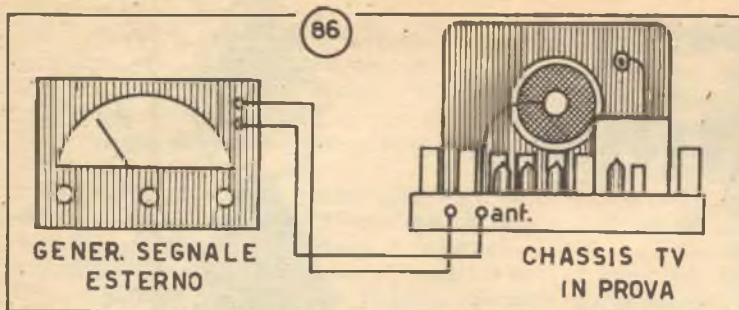 86
ant.
GENER. SEGNALE
ESTERNO
CHASSIS TV
IN PROVA